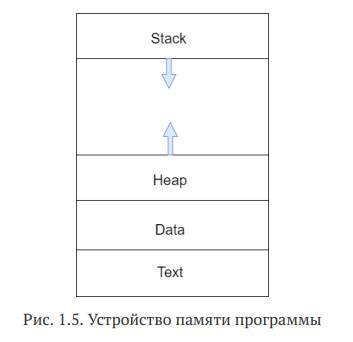 Stack
Heap
Data
Text
Рис. 1.5. Устройство памяти программы